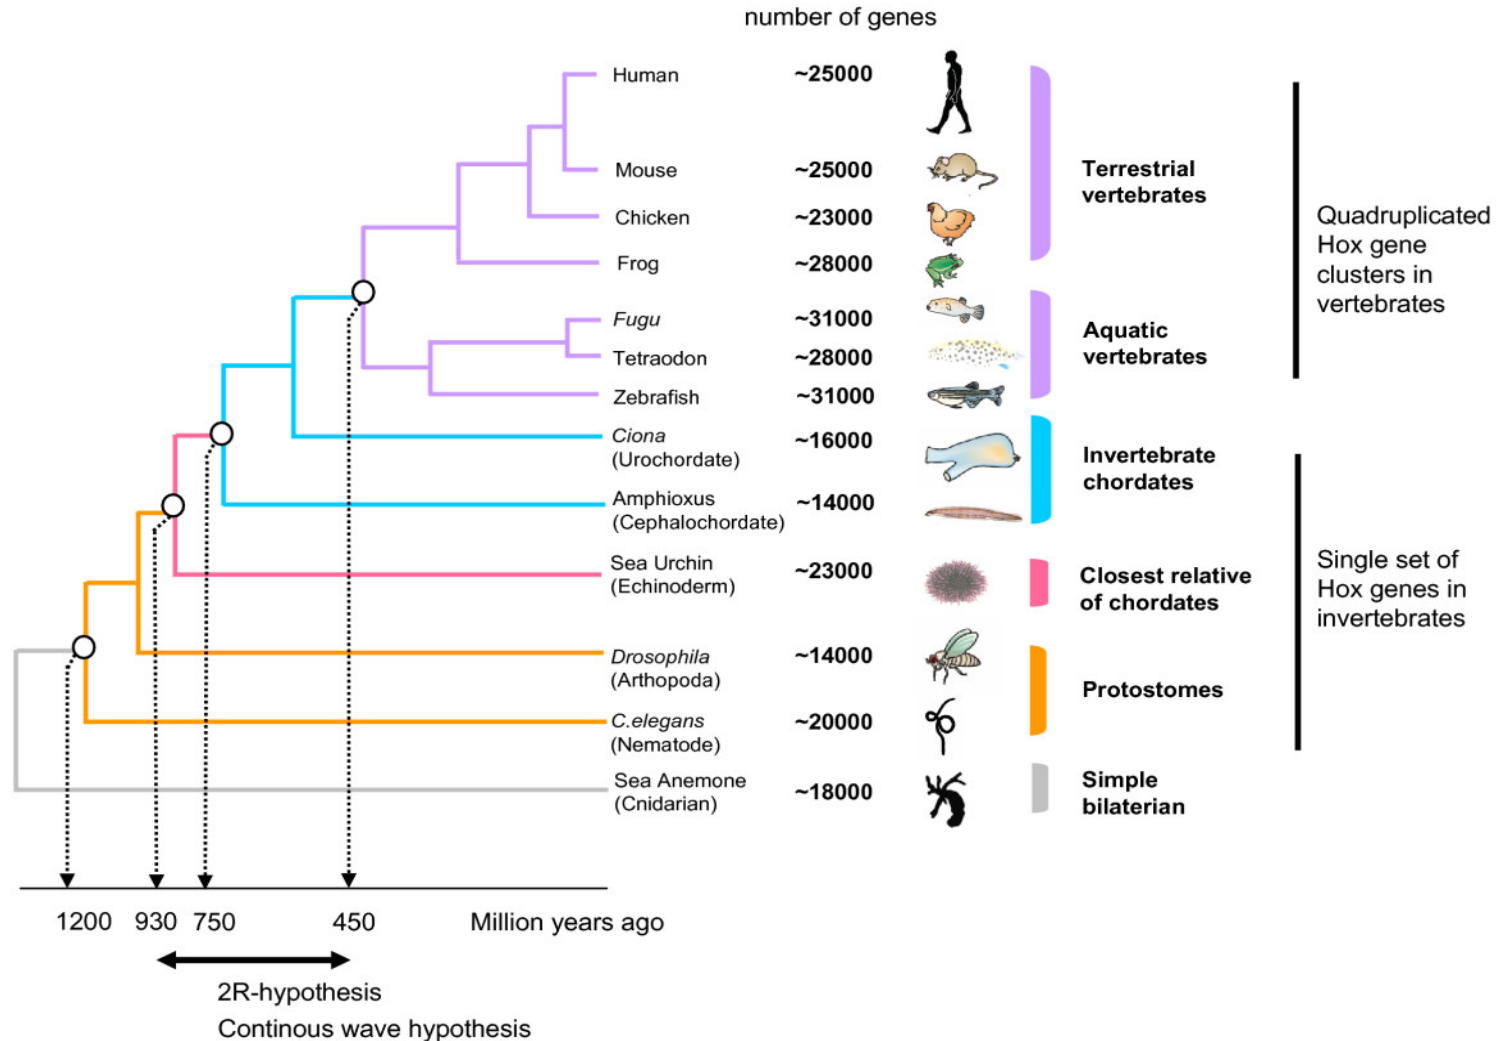 number of genes
Human ~25000
Mouse ~25000
Terrestrial
vertebrates
Chicken ~23000
Frog ~28000
Quadruplicated
Hox gene
clusters in
vertebrates
Fugu ~31000
Tetraodon ~28000
Aquatic
vertebrates
Zebrafish ~31000
Ciona
(Urochordate)
~16000
Invertebrate
chordates
Amphioxus
(Cephalochordate)
~14000
Sea Urchin
(Echinoderm)
~23000
Closest relative
of chordates
Single set of
Hox genes in
invertebrates
Drosophila
(Arthopoda)
~14000
Protostomes
C.elegans
(Nematode)
~20000
Sea Anemone
(Cnidarian)
~18000
Simple
bilaterian
1200 930 750 450 Million years ago
2R-hypothesis
Continous wave hypothesis